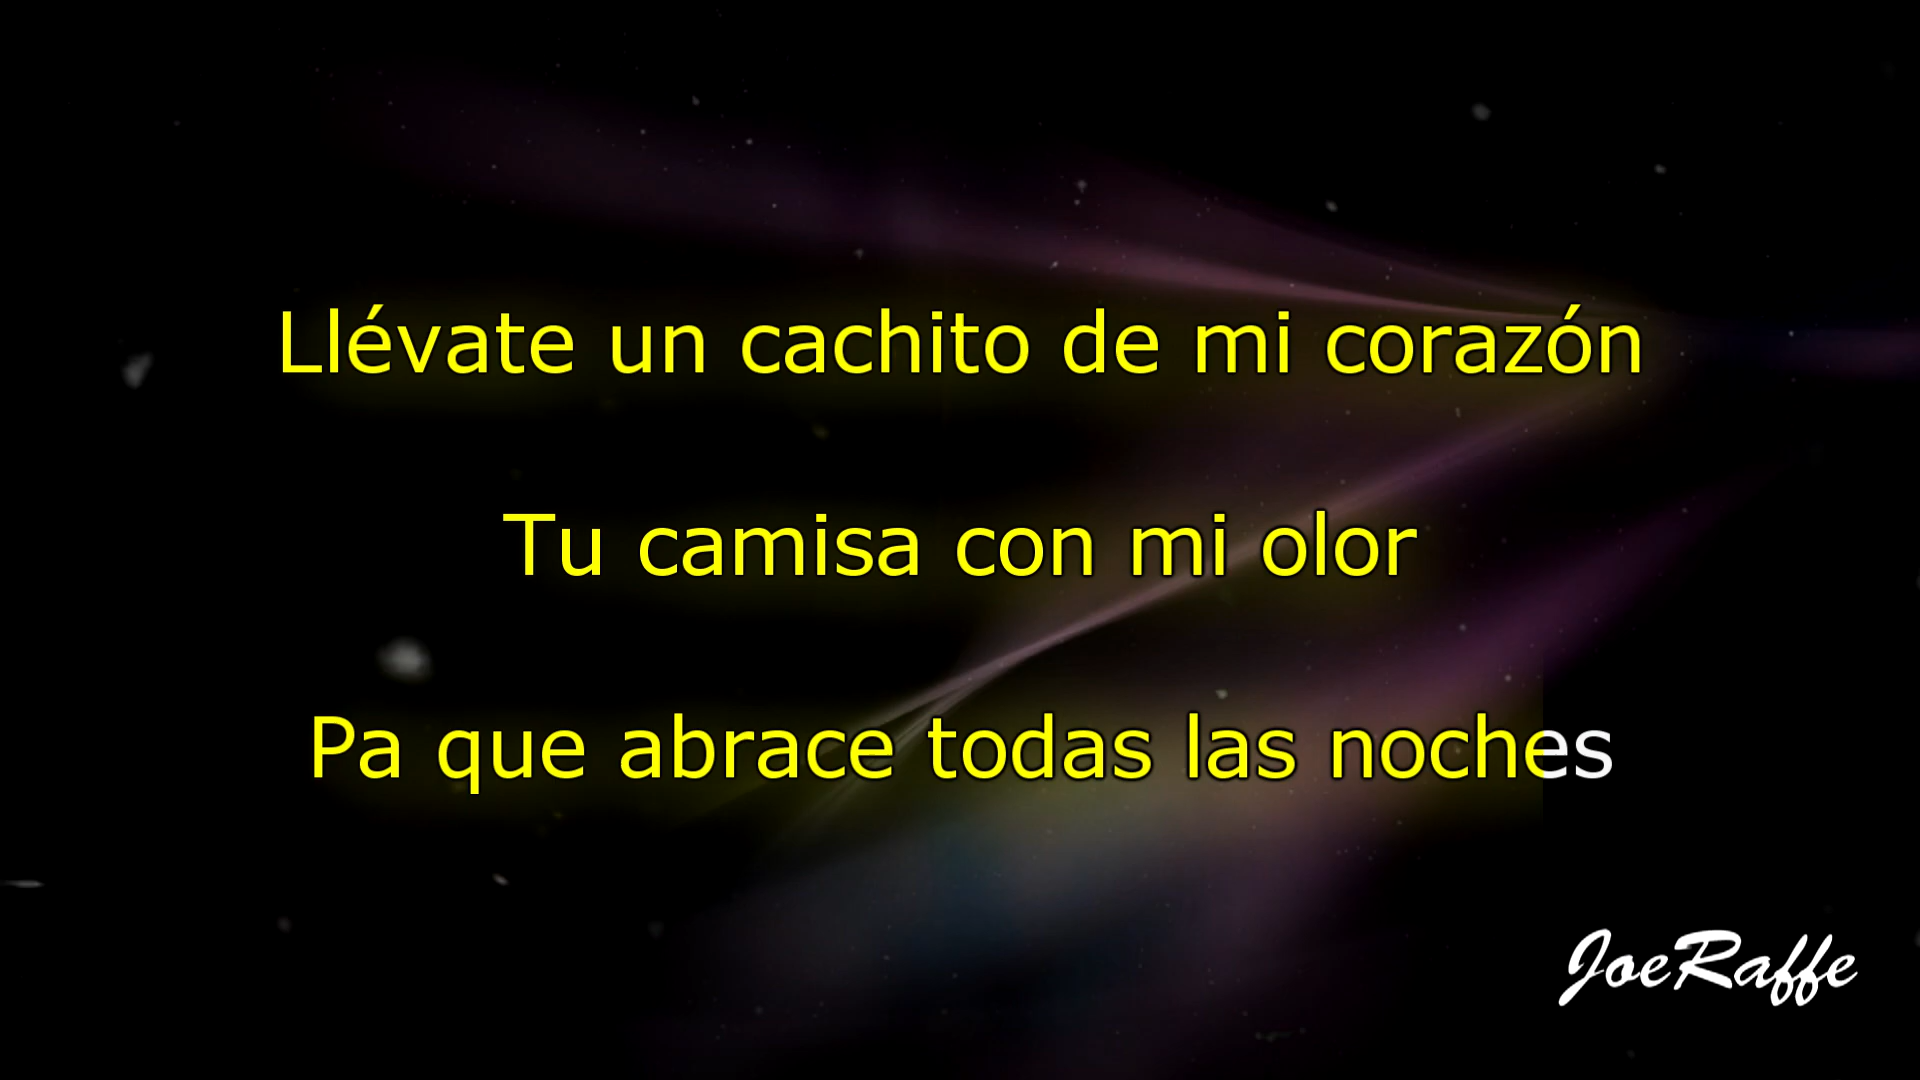 Llévate un cachito de mi corazón
Tu camisa con mi olor
Pa que abrace todas las noches
JoeRaffe